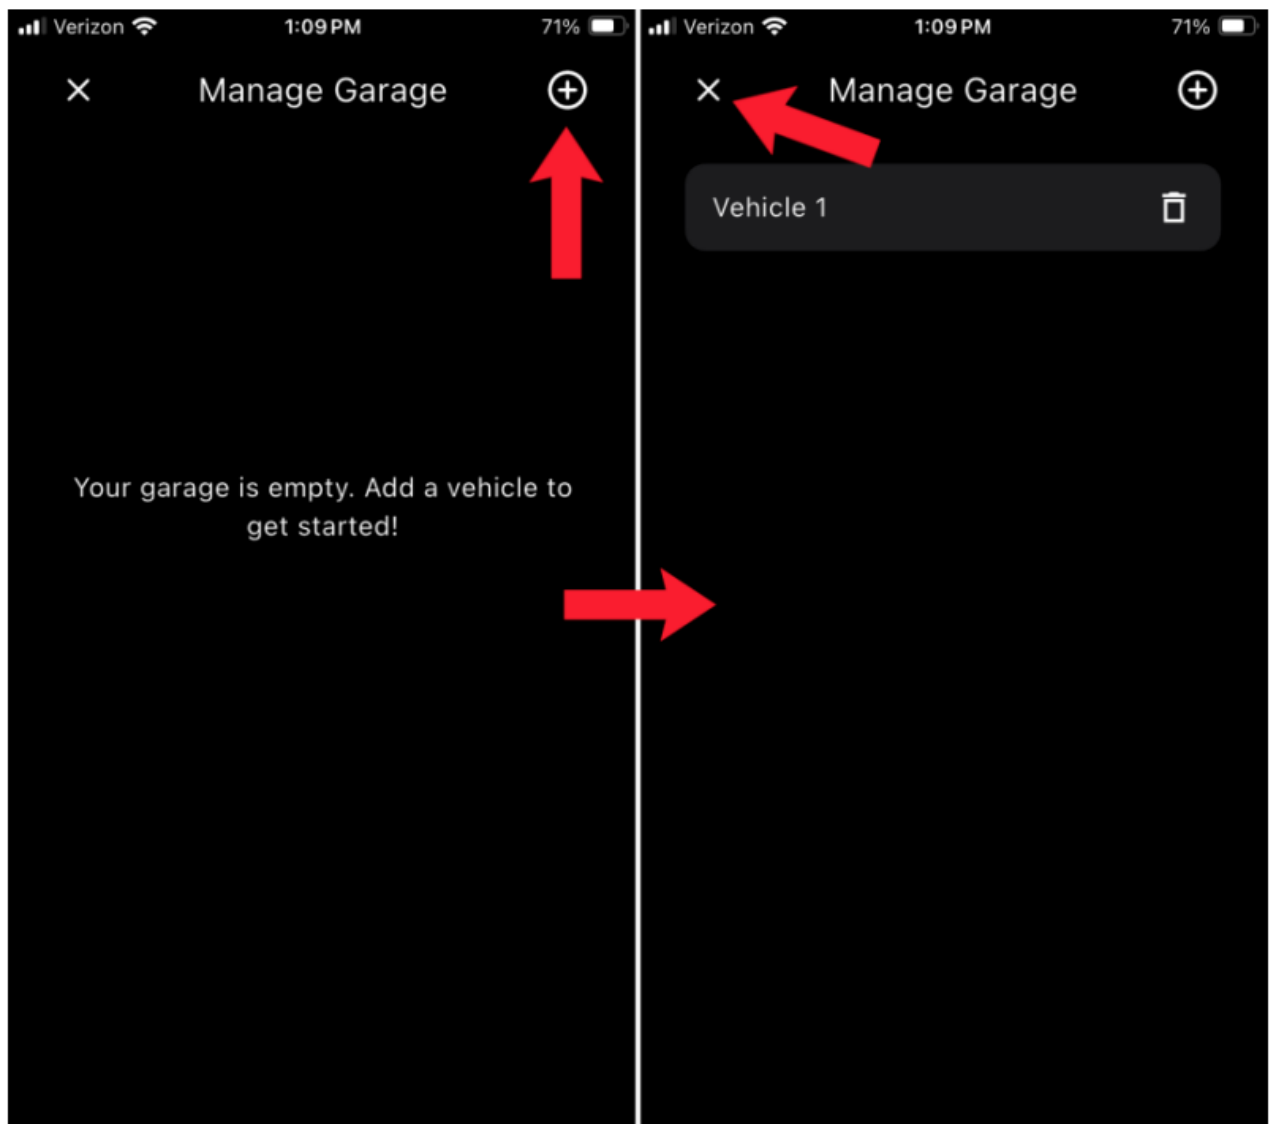 Verizon 1:09 PM 71%
Manage Garage
Your garage is empty. Add a vehicle to
get started!
Verizon 1:09 PM 71%
Manage Garage
Vehicle 1